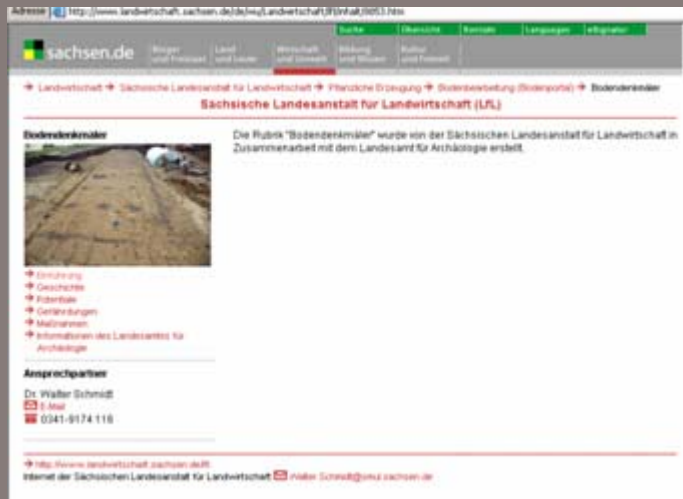 Adresse http://www.landwirtschaft.sachsen.de/de/wu/Landwirtschaft/lfl/inhalt/8053.htm
Suche Übersicht Kontakt Languages eSignatur
sachsen.de Bürger und Freistaat Land und Leute Wirtschaft und Umwelt Bildung und Wissen Kultur und Freizeit
Landwirtschaft Sächsische Landesanstalt für Landwirtschaft Pflanzliche Erzeugung Bodenbearbeitung (Bodenportal) Bodendenkmäler
Sächsische Landesanstalt für Landwirtschaft (LfL)
Bodendenkmäler
Die Rubrik "Bodendenkmäler" wurde von der Sächsischen Landesanstalt für Landwirtschaft in
Zusammenarbeit mit dem Landesamt für Archäologie erstellt.
Einführung
Geschichte
Potentiale
Gefährdungen
Maßnahmen
Informationen des Landesamtes für
Archäologie
Ansprechpartner
Dr. Walter Schmidt
E-Mail
0341-9174 116
http://www.landwirtschaft.sachsen.de/lfl
Internet der Sächsischen Landesanstalt für Landwirtschaft Walter.Schmidt@smul.sachsen.de